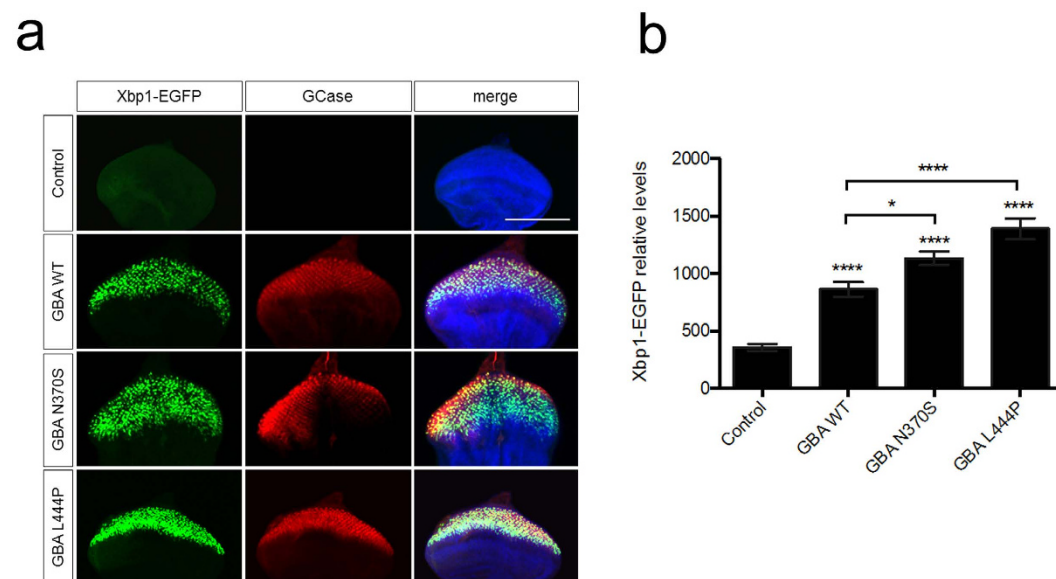 a
Xbp1-EGFP GCase merge
Control
GBA WT
GBA N370S
GBA L444P
b
Xbp1-EGFP relative levels
2000
1500
1000
500
0
****
*
****
****
****
Control
GBA WT
GBA N370S
GBA L444P